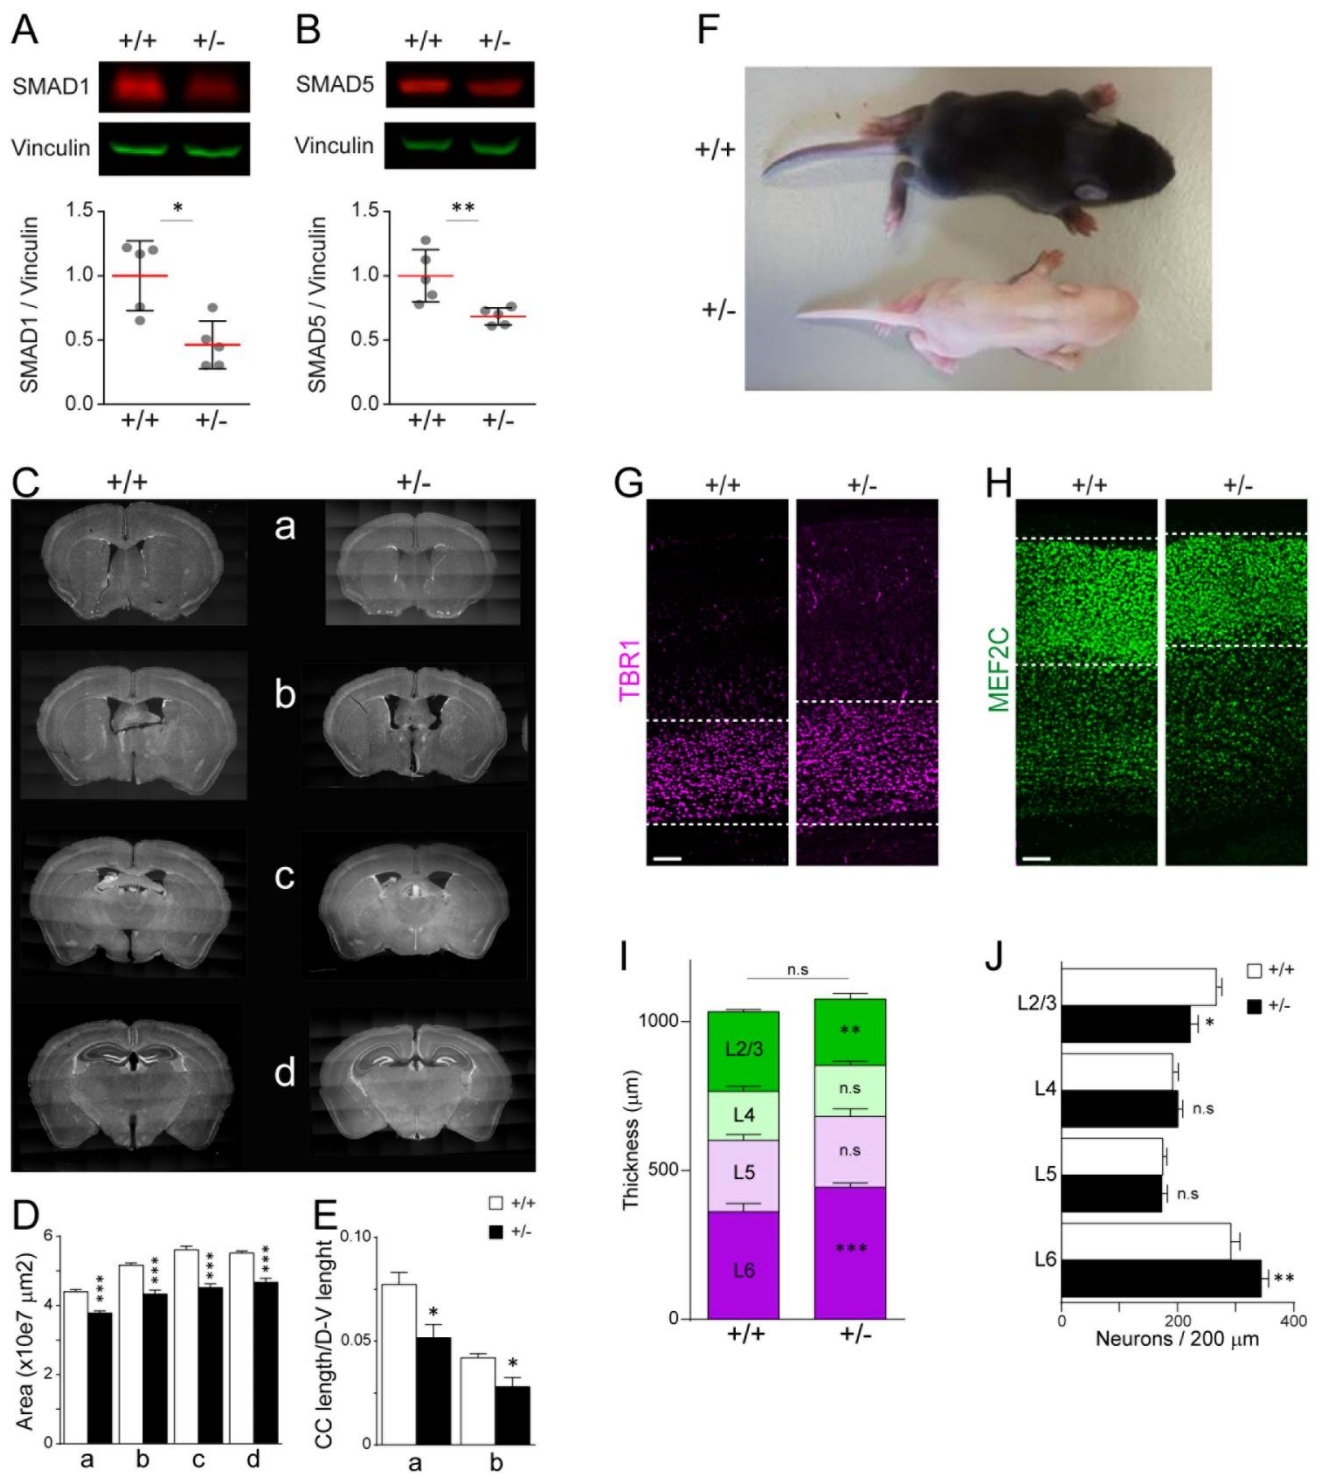 A
+/+ +/-
SMAD1
Vinculin
SMAD1 / Vinculin
1.5
1.0
0.5
0.0
*
+/+ +/-
B
+/+ +/-
SMAD5
Vinculin
SMAD5 / Vinculin
1.5
1.0
0.5
0.0
**
+/+ +/-
F
+/+
+/-
C
+/+ +/-
a
b
c
d
G
+/+ +/-
TBR1
H
+/+ +/-
MEF2C
D
Area (x10e7 μm2)
6
4
2
0
***
***
***
***
a b c d
E
+/+
+/-
CC length/D-V lenght
0.10
0.05
0
*
*
a b
I
n.s
Thickness (μm)
1000
500
0
L2/3
**
L4
n.s
L5
n.s
L6
***
+/+ +/-
J
+/+
+/-
L2/3
*
L4
n.s
L5
n.s
L6
**
0 200 400
Neurons / 200 μm